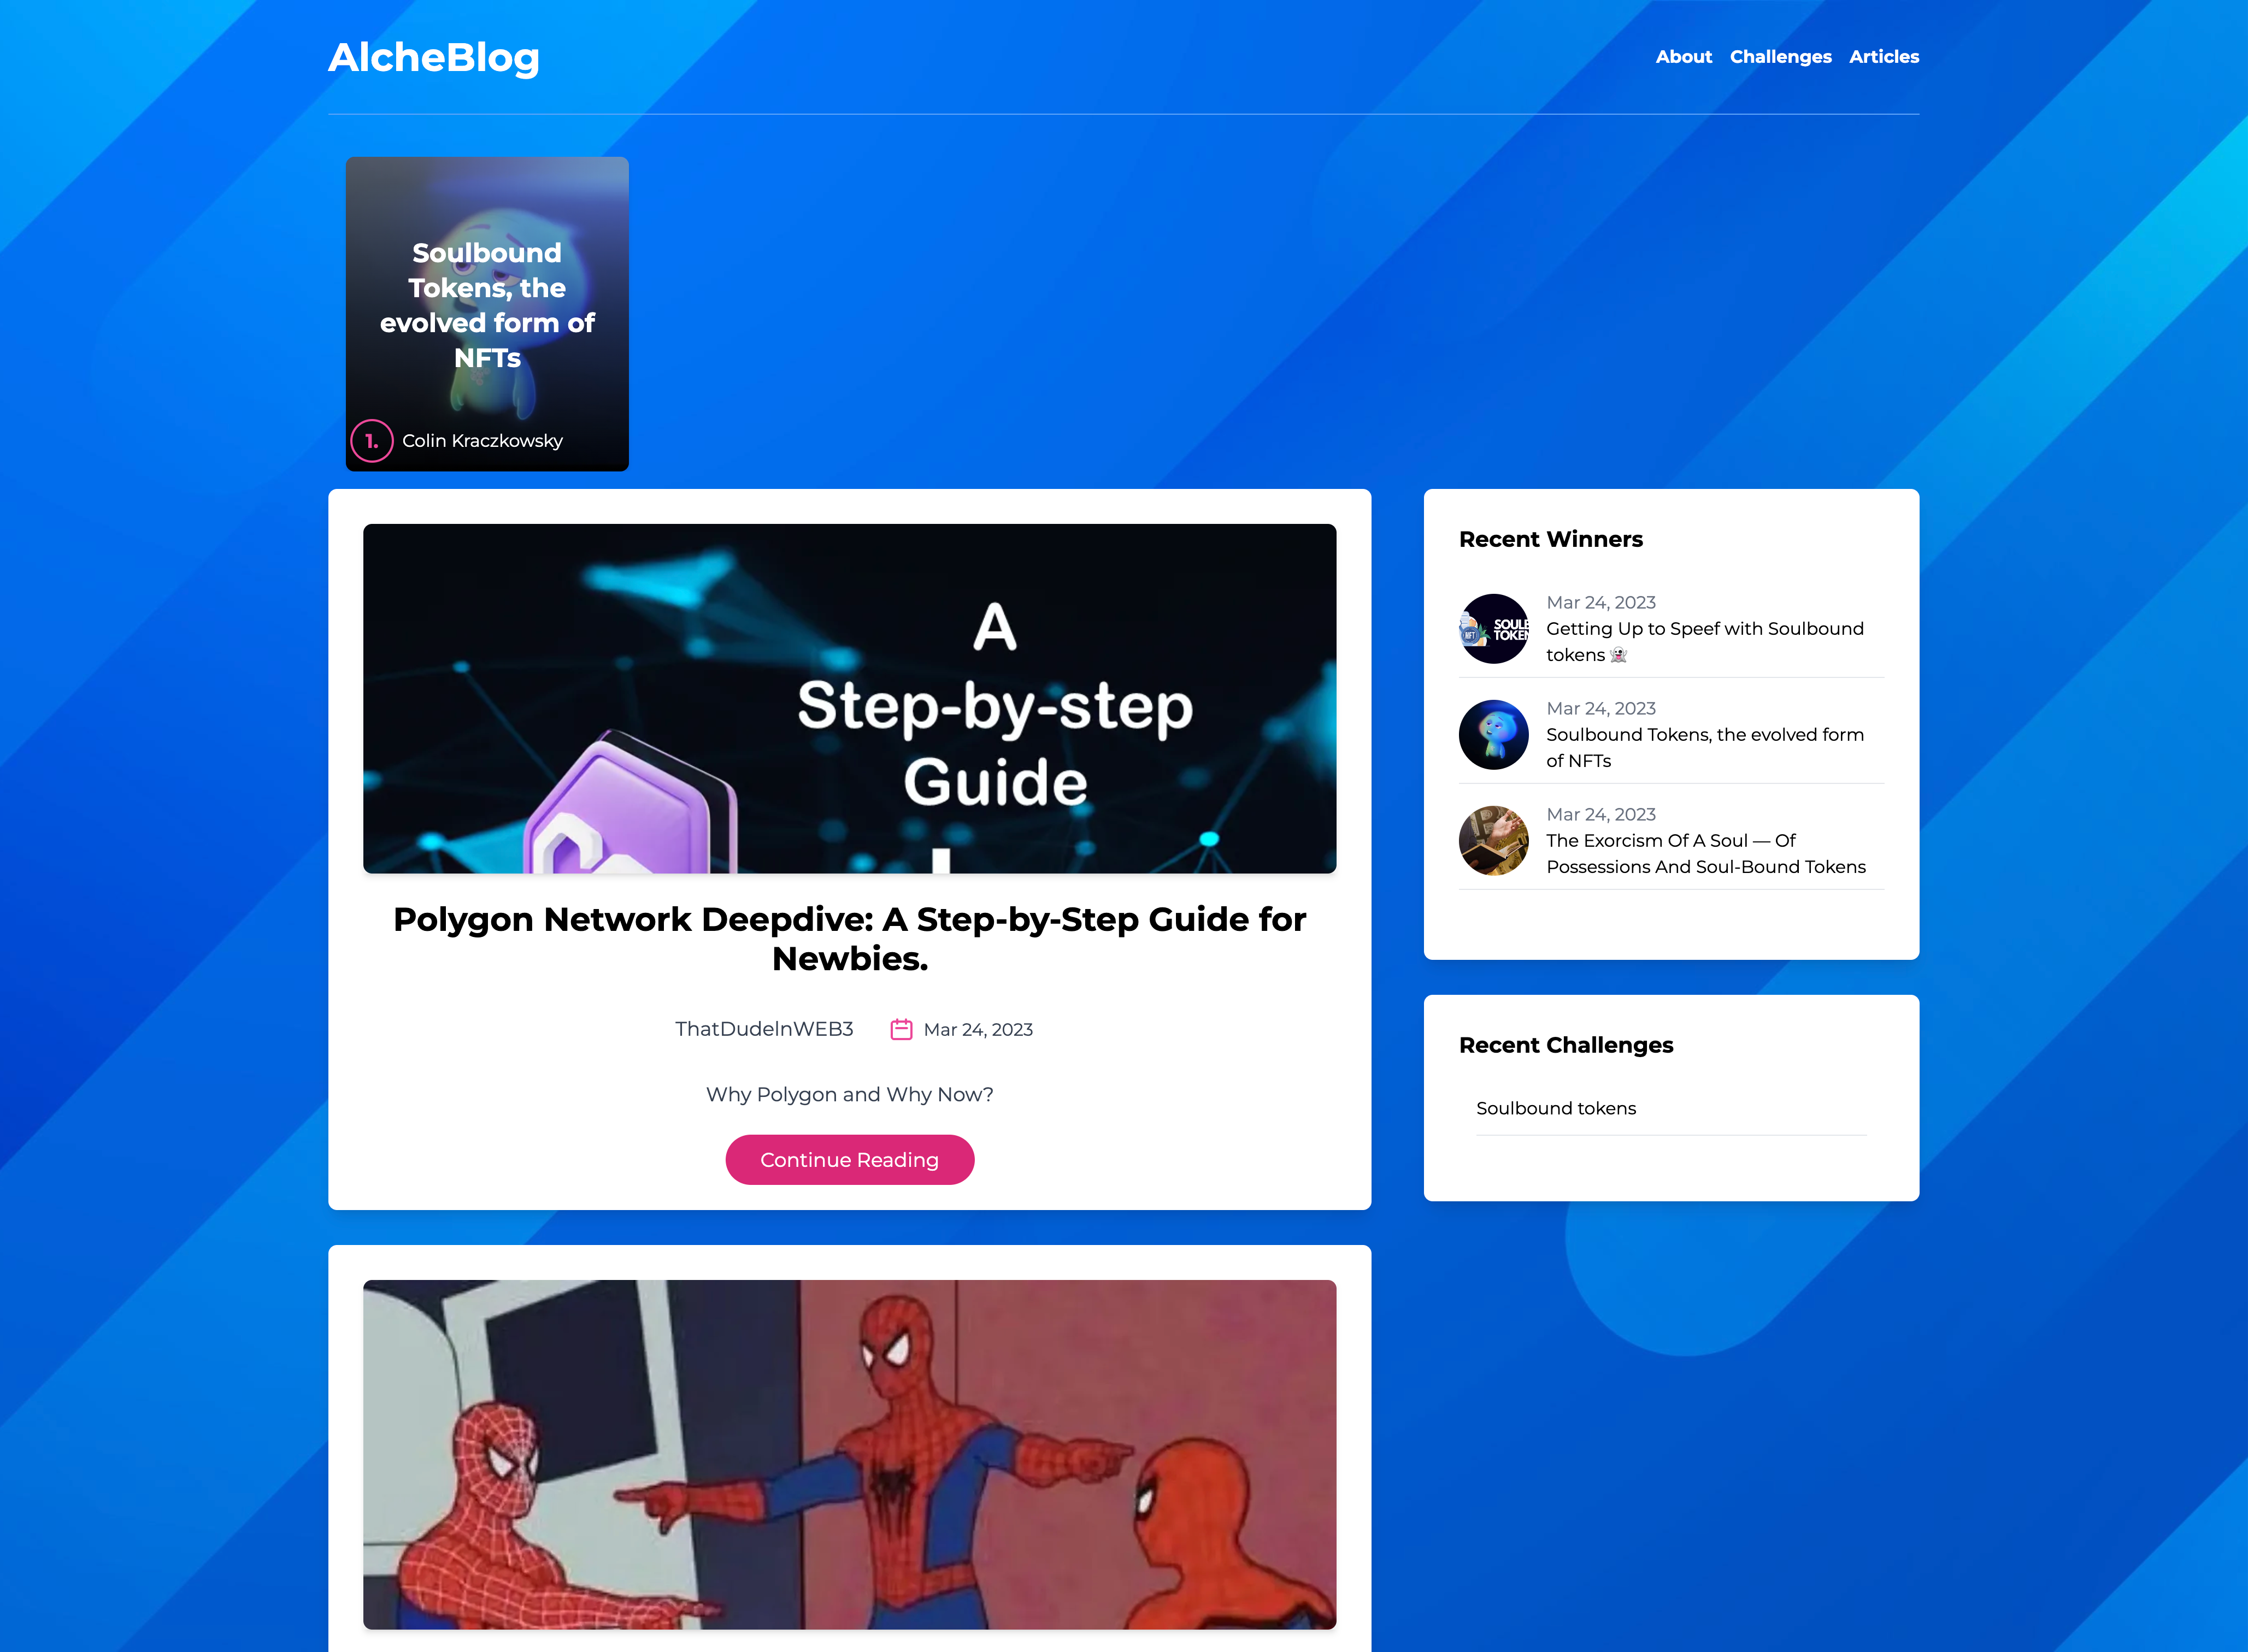 AlcheBlog
About Challenges Articles
Soulbound
Tokens, the
evolved form of
NFTs
1. Colin Kraczkowsky
A
Step-by-step
Guide
Polygon Network Deepdive: A Step-by-Step Guide for
Newbies.
ThatDudeInWEB3 Mar 24, 2023
Why Polygon and Why Now?
Continue Reading
Recent Winners
Mar 24, 2023
Getting Up to Speef with Soulbound
tokens 👻
NFT
Mar 24, 2023
Soulbound Tokens, the evolved form
of NFTs
Mar 24, 2023
The Exorcism Of A Soul — Of
Possessions And Soul-Bound Tokens
Recent Challenges
Soulbound tokens